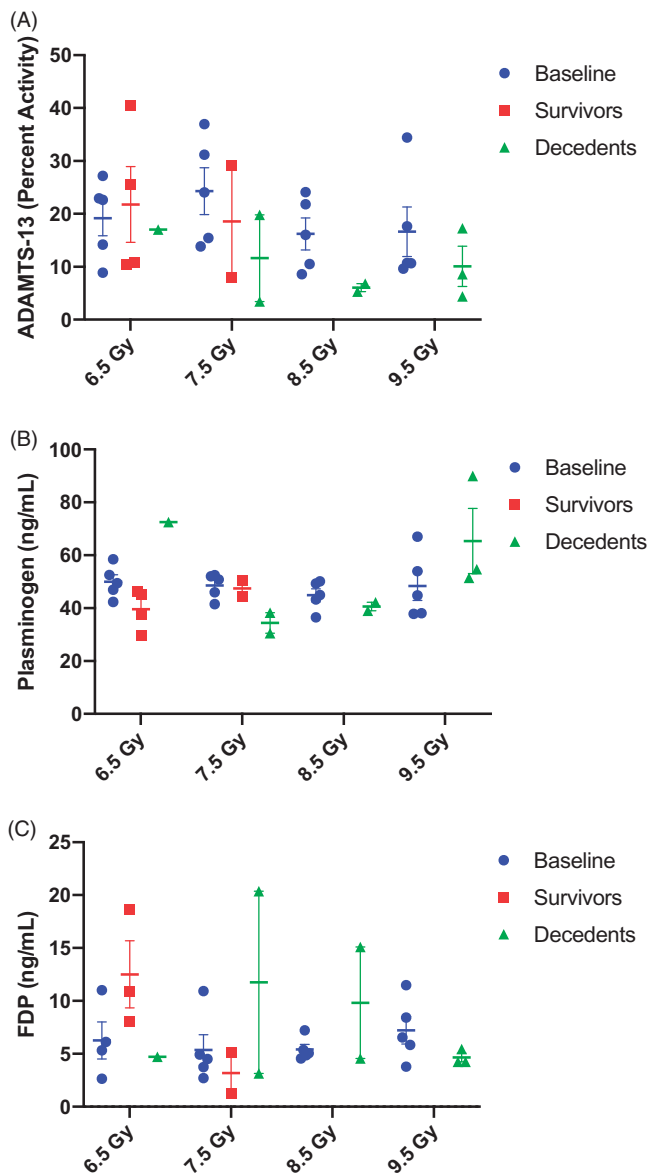 (A)
ADAMTS-13 (Percent Activity)
50
40
30
20
10
0
6.5 Gy
7.5 Gy
8.5 Gy
9.5 Gy
Baseline
Survivors
Decedents
(B)
Plasminogen (ng/mL)
100
80
60
40
20
0
6.5 Gy
7.5 Gy
8.5 Gy
9.5 Gy
Baseline
Survivors
Decedents
(C)
FDP (ng/mL)
25
20
15
10
5
0
6.5 Gy
7.5 Gy
8.5 Gy
9.5 Gy
Baseline
Survivors
Decedents